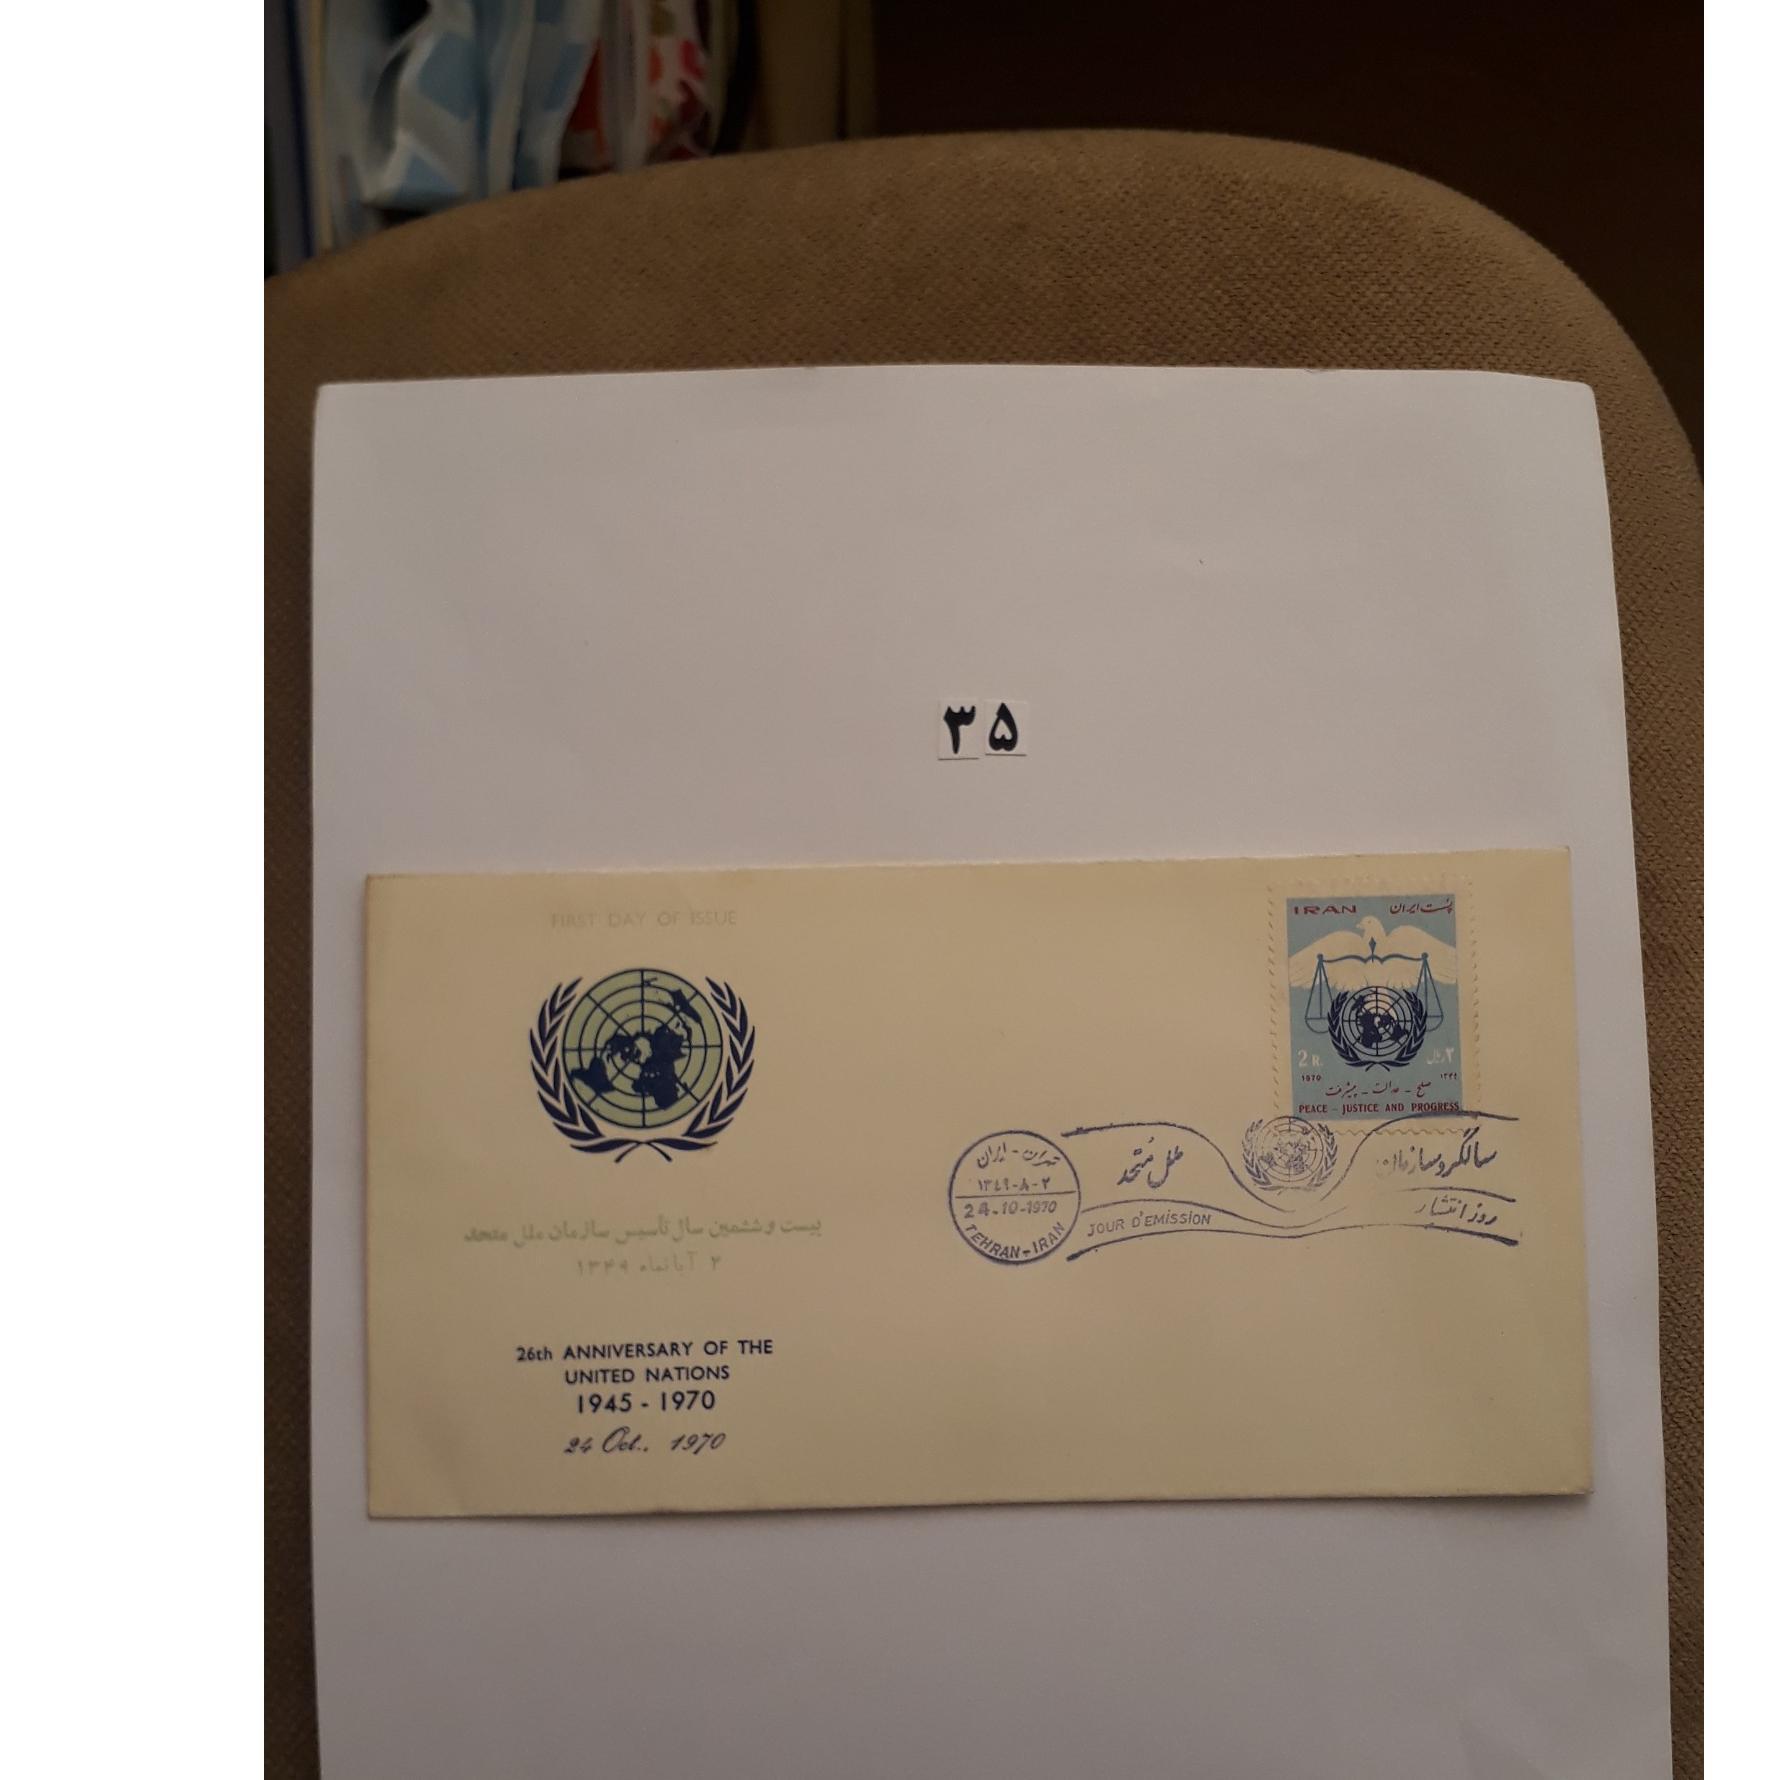 ۳۵
FIRST DAY OF ISSUE
IRAN پست ایران
2 R. ۲ ریال
1970 ۱۳۴۹
صلح - عدالت - پیشرفت
PEACE - JUSTICE AND PROGRESS
تهران - ایران
۱۳۴۹-۸-۲
24.10-1970
TEHRAN-IRAN
سالگرد سازمان ملل مُتّحد
روز انتشار
JOUR D'EMISSION
بیست و ششمین سال تأسیس سازمان ملل متحد
۲ آبانماه ۱۳۴۹
26th ANNIVERSARY OF THE
UNITED NATIONS
1945 - 1970
24 Oct., 1970